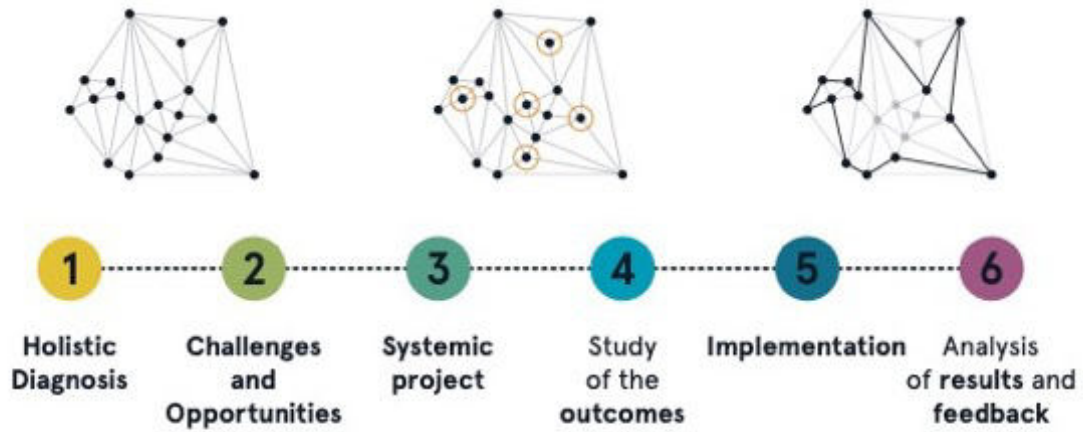 1
2
3
4
5
6
Holistic
Diagnosis
Challenges
and
Opportunities
Systemic
project
Study
of the
outcomes
Implementation
Analysis
of results and
feedback